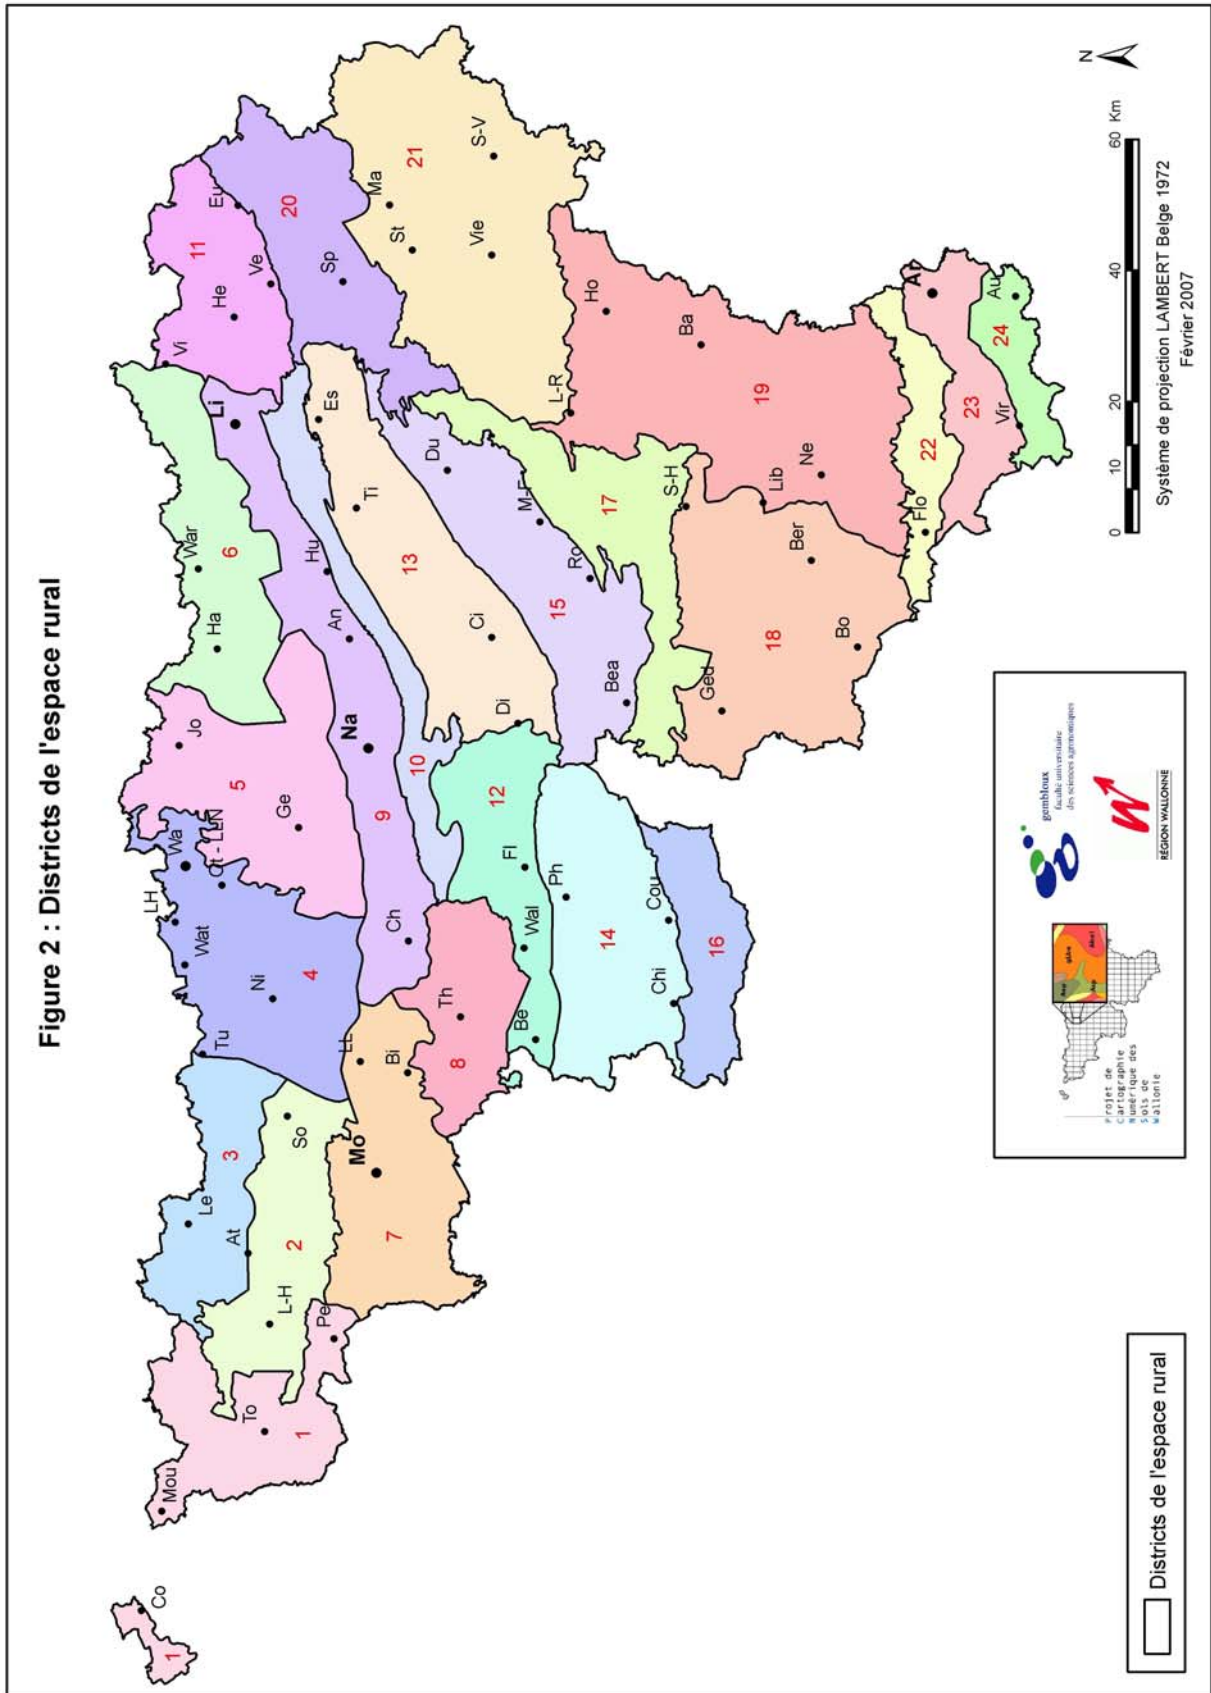 Figure 2 : Districts de l'espace rural
Co
1
Mou
To
1
Pe
L-H
2
At
Le
3
So
Tu
Mo
7
LL
Bi
Th
8
Ni
4
Wat
LH
Wa
Ot - LLN
Ge
5
Jo
Ch
9
Na
10
Be
Wal
Fl
12
Ph
14
Chi
Cou
16
Ha
War
6
An
Hu
Li
Di
Ci
13
Ti
Es
Bea
15
Ro
M-F
Du
17
S-H
Ged
18
Bo
Ber
Lib
Ne
19
Ba
Ho
L-R
Vi
He
11
Ve
Eu
20
Sp
St
Ma
21
Vie
S-V
Flo
22
23
Vir
Ar
24
Au
N
0 10 20 40 60 Km
Système de projection LAMBERT Belge 1972
Février 2007
Districts de l'espace rural
Projet de
Cartographie
Numérique des
Sols de
Wallonie
gembloux
faculté universitaire
des sciences agronomiques
RÉGION WALLONNE